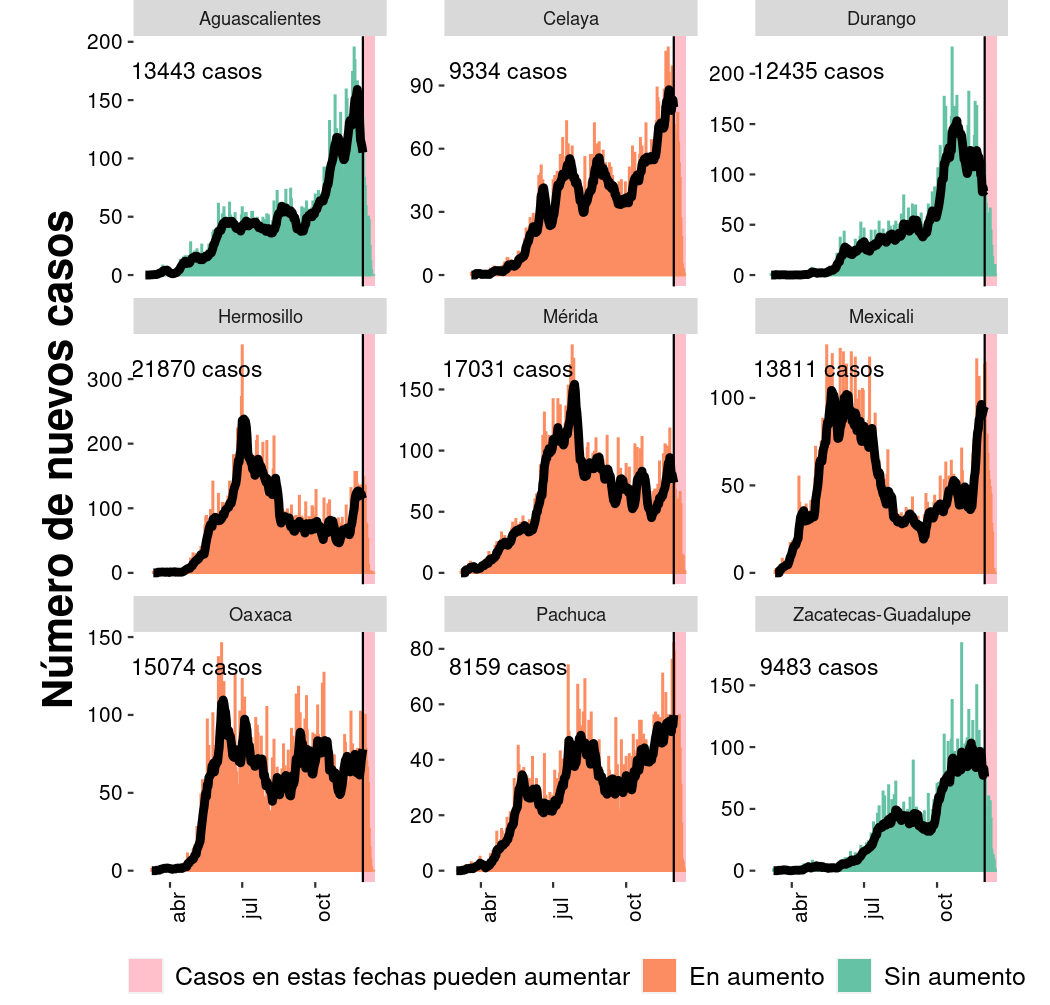 Número de nuevos casos
Aguascalientes
Celaya
Durango
200
150
100
50
0
13443 casos
90
60
30
0
9334 casos
200
150
100
50
0
12435 casos
Hermosillo
Mérida
Mexicali
300
200
100
0
21870 casos
150
100
50
0
17031 casos
100
50
0
13811 casos
Oaxaca
Pachuca
Zacatecas-Guadalupe
150
100
50
0
15074 casos
80
60
40
20
0
8159 casos
150
100
50
0
9483 casos
abr
jul
oct
abr
jul
oct
abr
jul
oct
Casos en estas fechas pueden aumentar
En aumento
Sin aumento